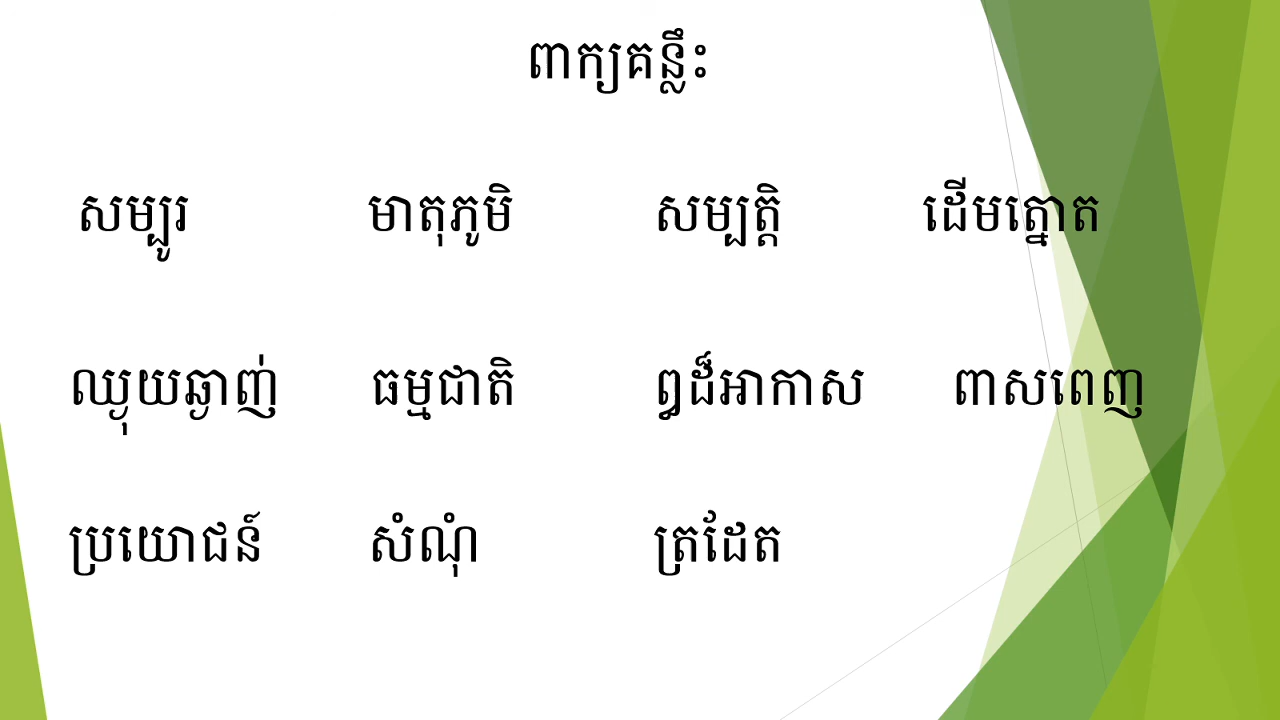 ពាក្យគន្លឹះ
សម្បូរ មាតុភូមិ សម្បត្តិ ដើមត្នោត
ឈ្ងុយឆ្ងាញ់ ធម្មជាតិ ឰដ៏អាកាស ពាសពេញ
ប្រយោជន៍ សំណុំ ត្រដែត